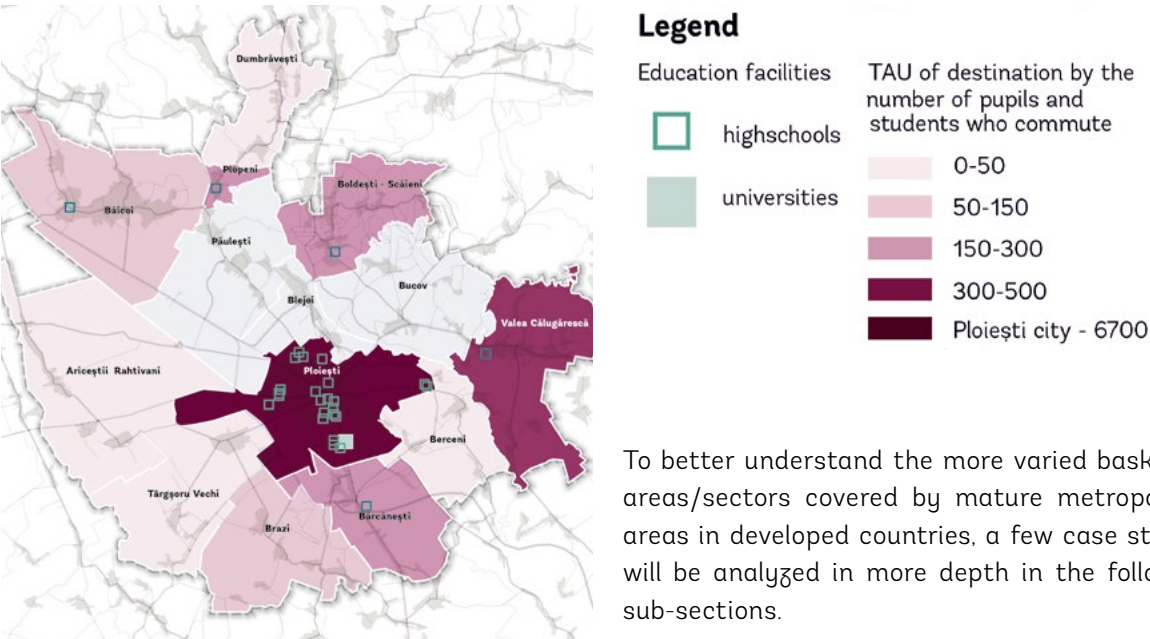 Dumbrăvești
Plopeni
Boldești - Scăieni
Băicoi
Păulești
Bucov
Blejoi
Valea Călugărescă
Ariceștii Rahtivani
Ploiești
Berceni
Târgșoru Vechi
Bărcănești
Brazi
Legend
Education facilities
highschools
universities
TAU of destination by the
number of pupils and
students who commute
0-50
50-150
150-300
300-500
Ploiești city - 6700
To better understand the more varied bask
areas/sectors covered by mature metropo
areas in developed countries, a few case st
will be analyzed in more depth in the follo
sub-sections.